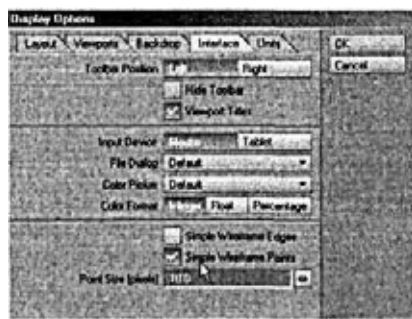 Display Options
Layout Viewports Backdrop Interface Units
OK
Cancel
Toolbar Position Right
Hide Toolbar
Viewport Titles
Input Device Tablet
File Dialog Default
Color Picker Default
Color Format Float Percentage
Simple Wireframe Edges
Simple Wireframe Points
Point Size (pixels)